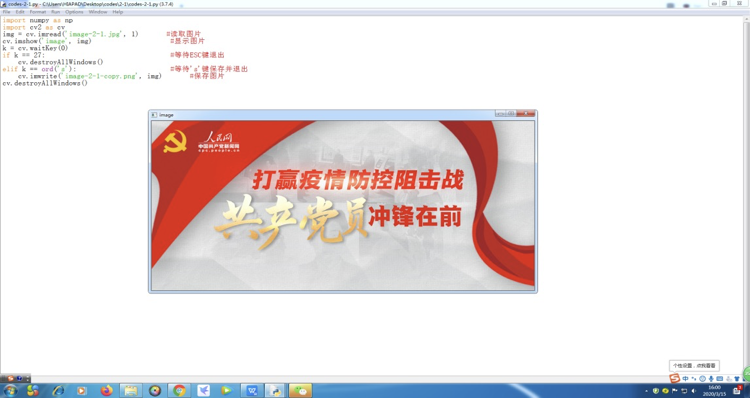 codes-2-1.py - C:\Users\HIAPAD\Desktop\codes\2-1\codes-2-1.py (3.7.4)
File Edit Format Run Options Window Help
import numpy as np
import cv2 as cv
img = cv.imread('image-2-1.jpg', 1) #读取图片
cv.imshow('image', img) #显示图片
k = cv.waitKey(0)
if k == 27: #等待ESC键退出
cv.destroyAllWindows()
elif k == ord('s'): #等待's'键保存并退出
cv.imwrite('image-2-1-copy.png', img) #保存图片
cv.destroyAllWindows()
image
人民网
中国共产党新闻网
cpc.people.cn
打赢疫情防控阻击战
共产党员冲锋在前
个性设置，点我看看
中
16:00
2020/3/15